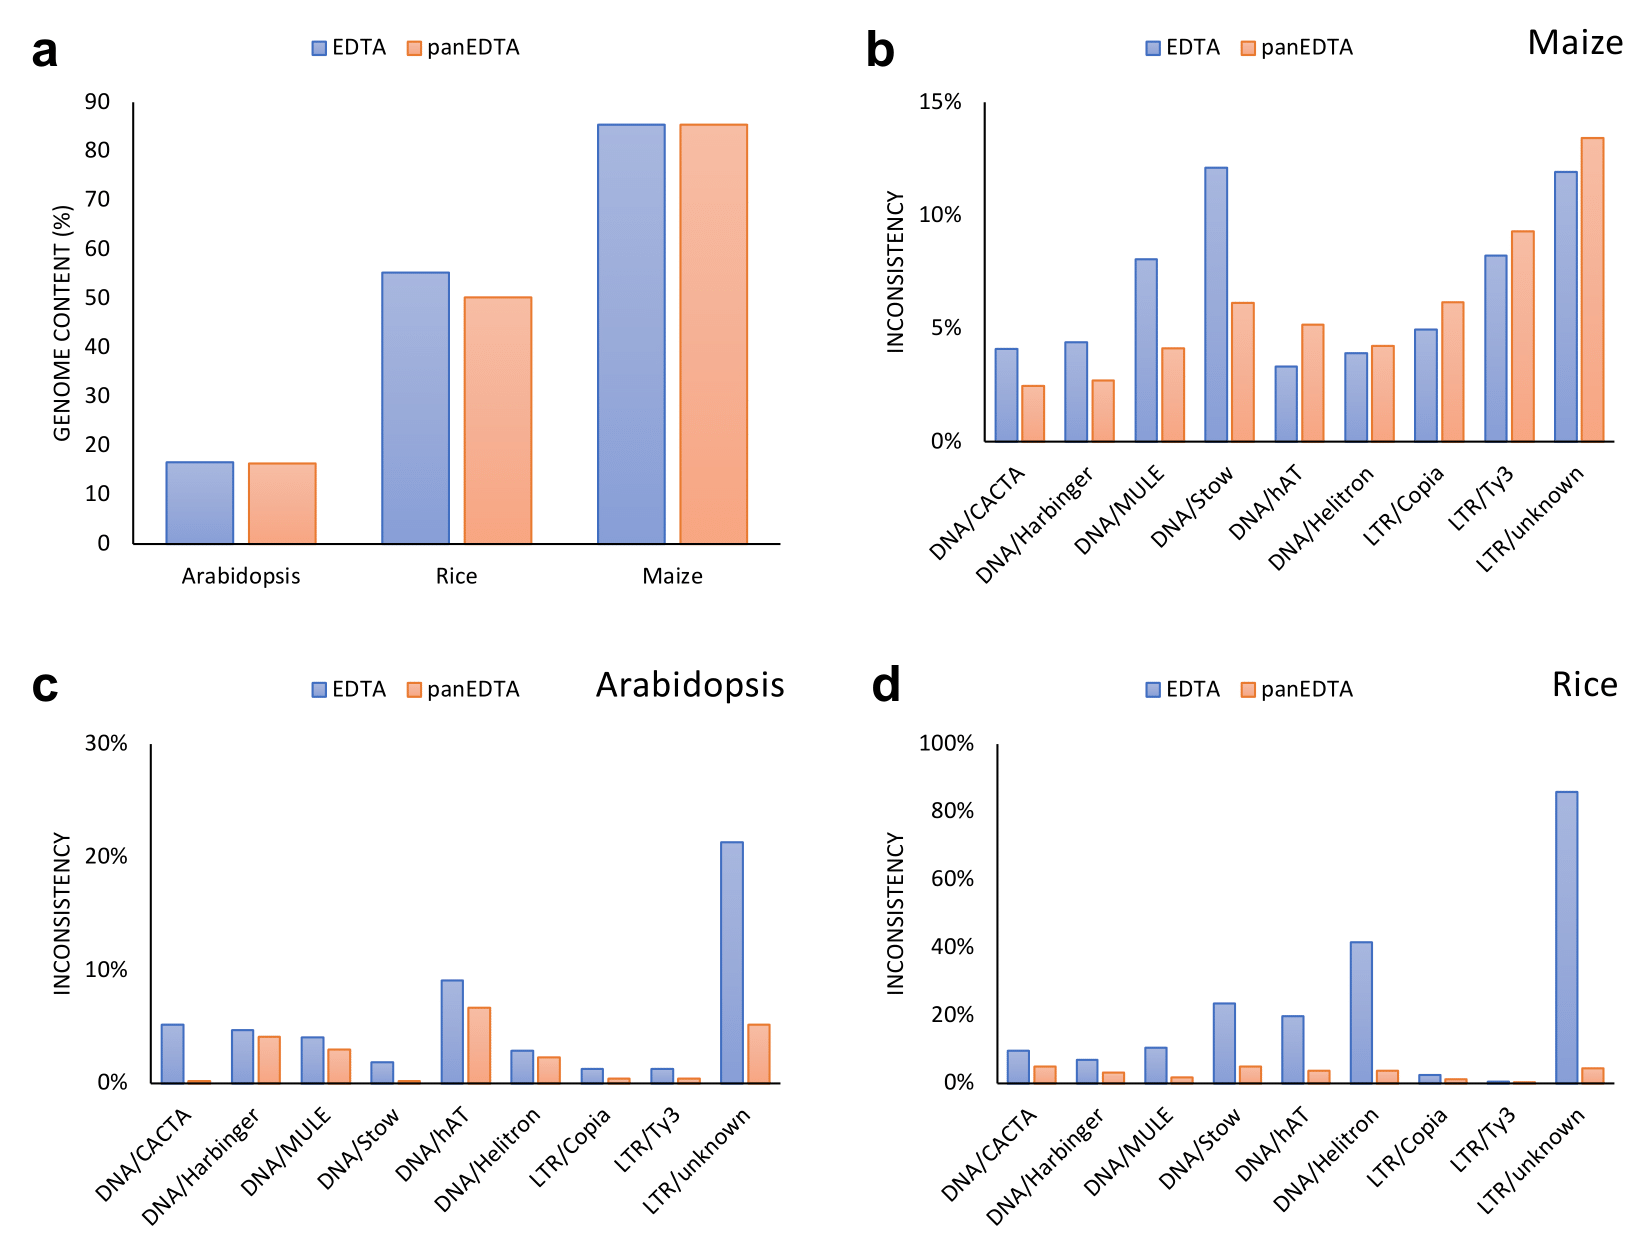 a
EDTA panEDTA
GENOME CONTENT (%)
90
80
70
60
50
40
30
20
10
0
Arabidopsis Rice Maize
b
EDTA panEDTA
Maize
INCONSISTENCY
15%
10%
5%
0%
DNA/CACTA
DNA/Harbinger
DNA/MULE
DNA/Stow
DNA/hAT
DNA/Helitron
LTR/Copia
LTR/Ty3
LTR/unknown
c
EDTA panEDTA
Arabidopsis
INCONSISTENCY
30%
20%
10%
0%
DNA/CACTA
DNA/Harbinger
DNA/MULE
DNA/Stow
DNA/hAT
DNA/Helitron
LTR/Copia
LTR/Ty3
LTR/unknown
d
EDTA panEDTA
Rice
INCONSISTENCY
100%
80%
60%
40%
20%
0%
DNA/CACTA
DNA/Harbinger
DNA/MULE
DNA/Stow
DNA/hAT
DNA/Helitron
LTR/Copia
LTR/Ty3
LTR/unknown